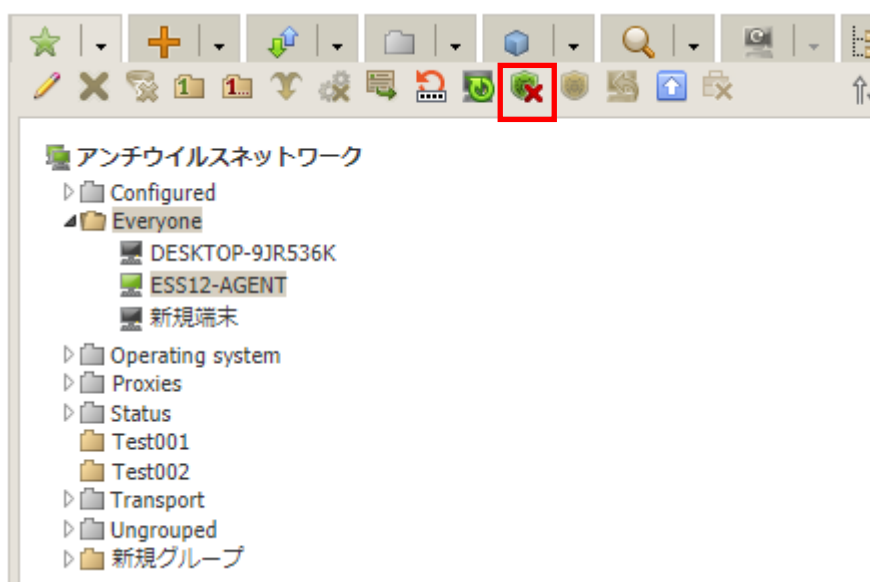 アンチウイルスネットワーク
Configured
Everyone
DESKTOP-9JR536K
ESS12-AGENT
新規端末
Operating system
Proxies
Status
Test001
Test002
Transport
Ungrouped
新規グループ